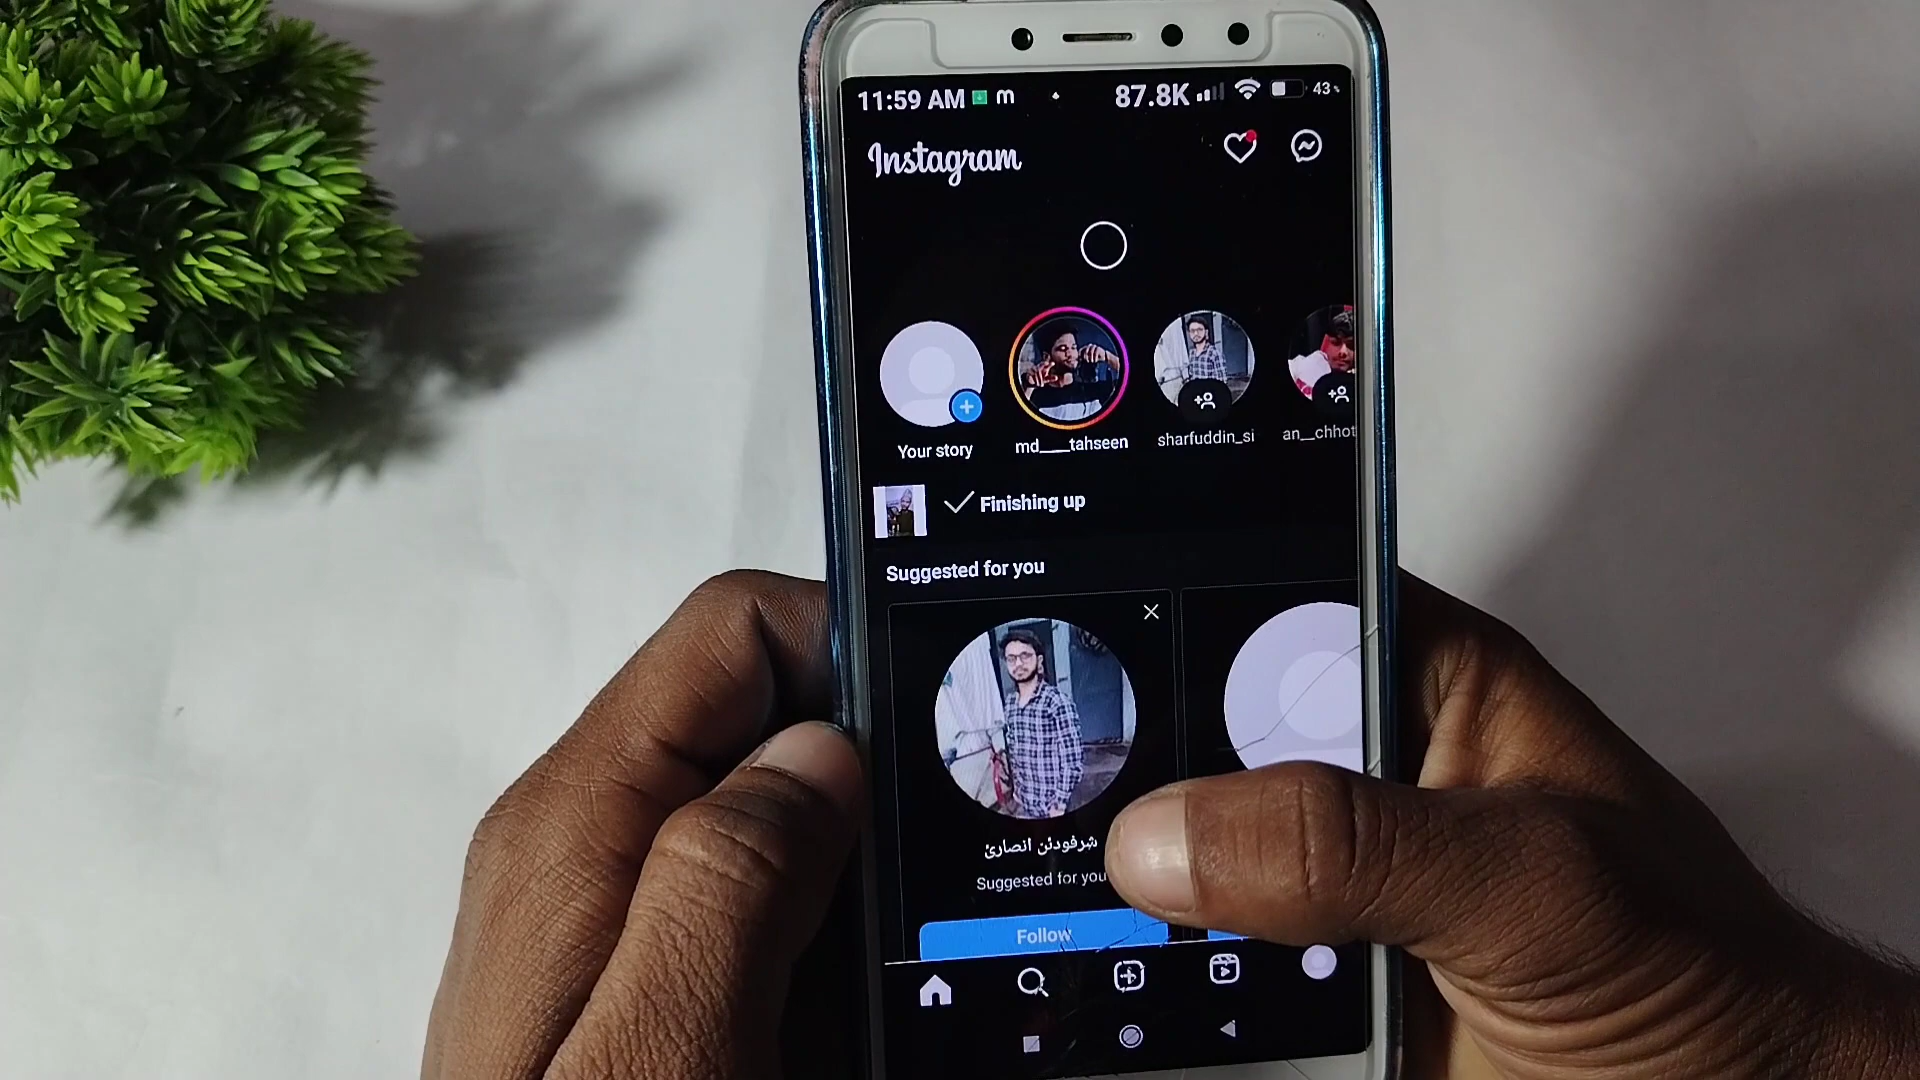 11:59 AM m 87.8K 43
Instagram
Your story
md___tahseen
sharfuddin_si
an__chhot
Finishing up
Suggested for you
شرفودئن انصارئ
Suggested for you
Follow